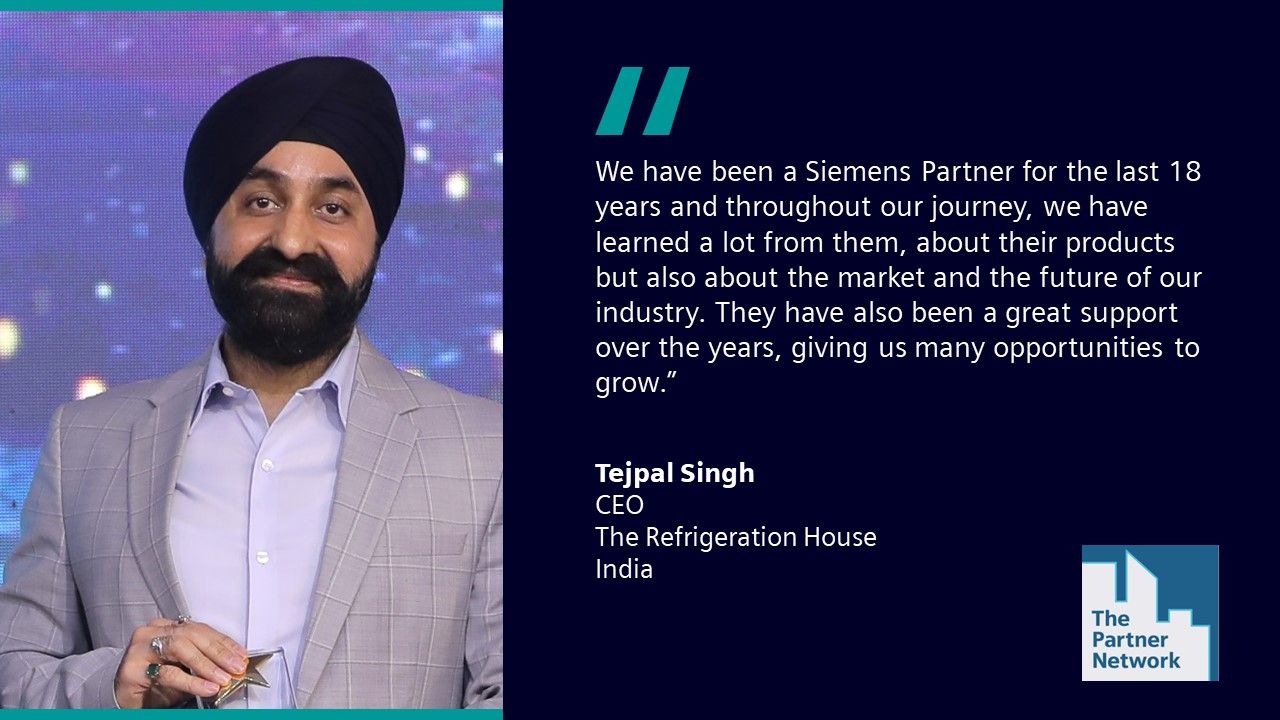 We have been a Siemens Partner for the last 18
years and throughout our journey, we have
learned a lot from them, about their products
but also about the market and the future of our
industry. They have also been a great support
over the years, giving us many opportunities to
grow.”
Tejpal Singh
CEO
The Refrigeration House
India
The
Partner
Network